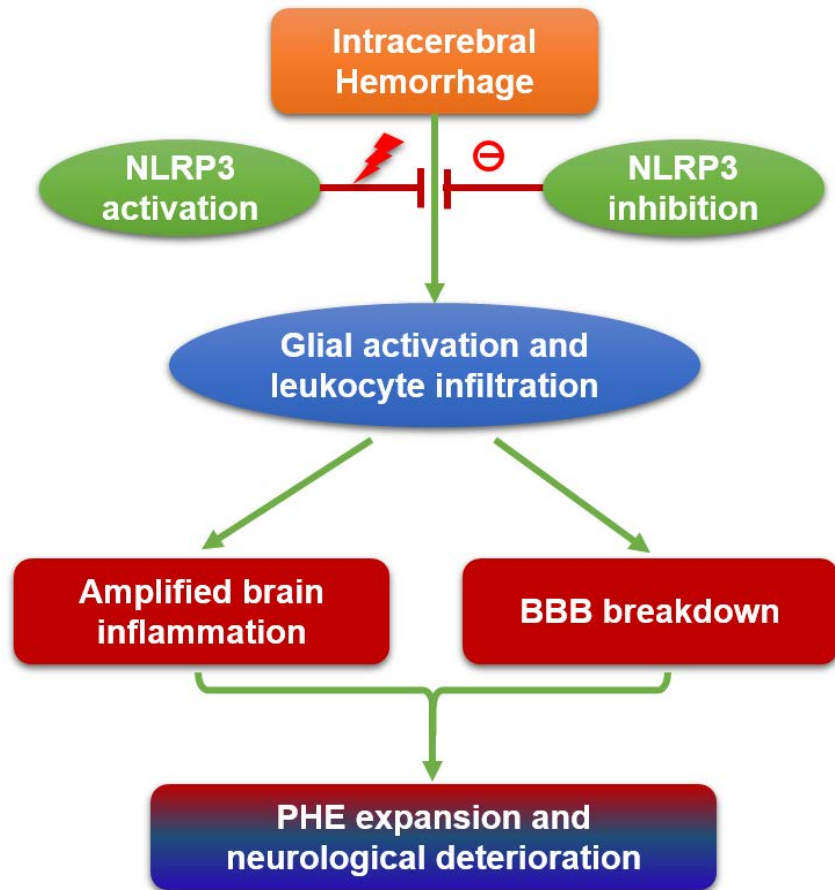 Intracerebral
Hemorrhage
NLRP3
activation
NLRP3
inhibition
Glial activation and
leukocyte infiltration
Amplified brain
inflammation
BBB breakdown
PHE expansion and
neurological deterioration